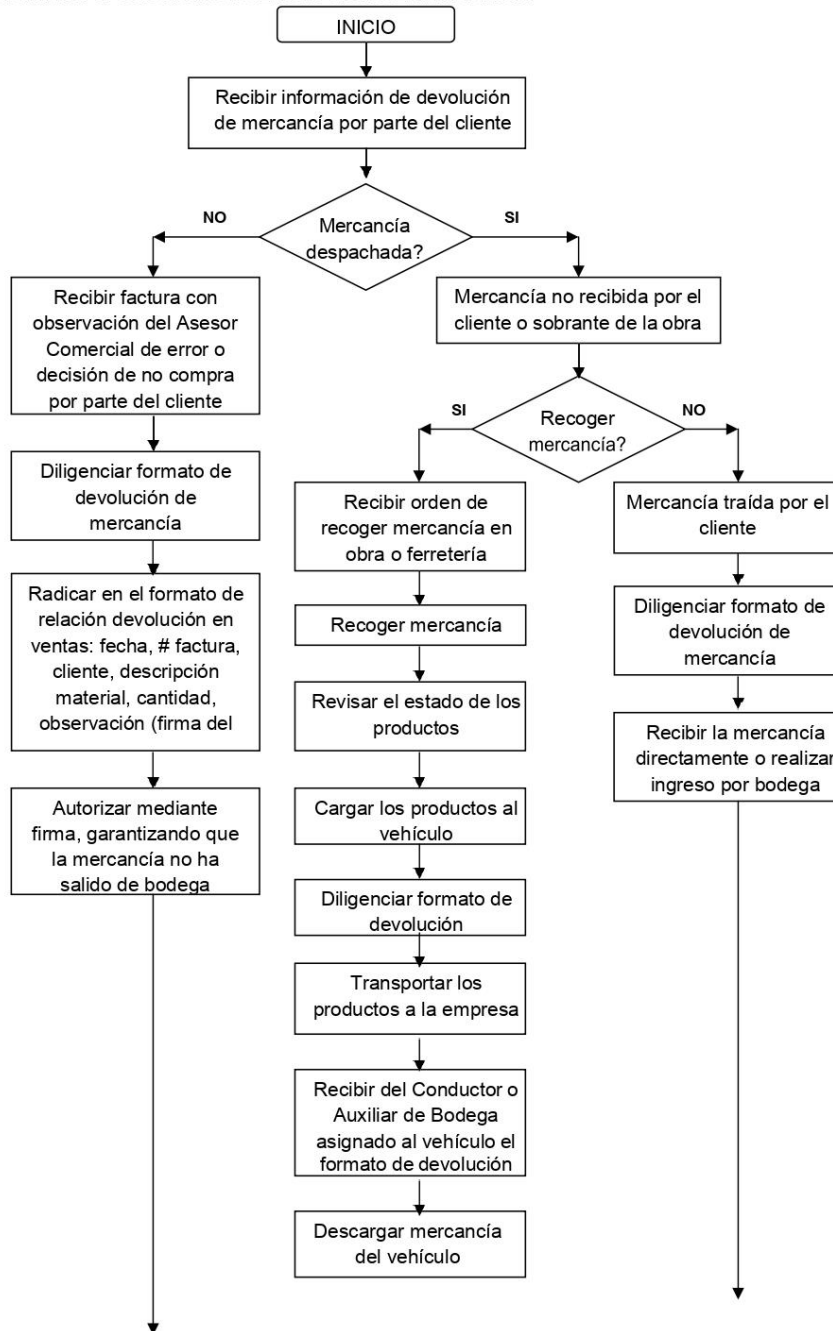 INICIO
Recibir información de devolución
de mercancía por parte del cliente
NO
Mercancía
despachada?
SI
Recibir factura con
observación del Asesor
Comercial de error o
decisión de no compra
por parte del cliente
Mercancía no recibida por el
cliente o sobrante de la obra
SI
Recoger
mercancía?
NO
Diligenciar formato de
devolución de
mercancía
Recibir orden de
recoger mercancía en
obra o ferretería
Mercancía traída por el
cliente
Radicar en el formato de
relación devolución en
ventas: fecha, # factura,
cliente, descripción
material, cantidad,
observación (firma del
Recoger mercancía
Diligenciar formato de
devolución de
mercancía
Revisar el estado de los
productos
Recibir la mercancía
directamente o realizar
ingreso por bodega
Autorizar mediante
firma, garantizando que
la mercancía no ha
salido de bodega
Cargar los productos al
vehículo
Diligenciar formato de
devolución
Transportar los
productos a la empresa
Recibir del Conductor o
Auxiliar de Bodega
asignado al vehículo el
formato de devolución
Descargar mercancía
del vehículo